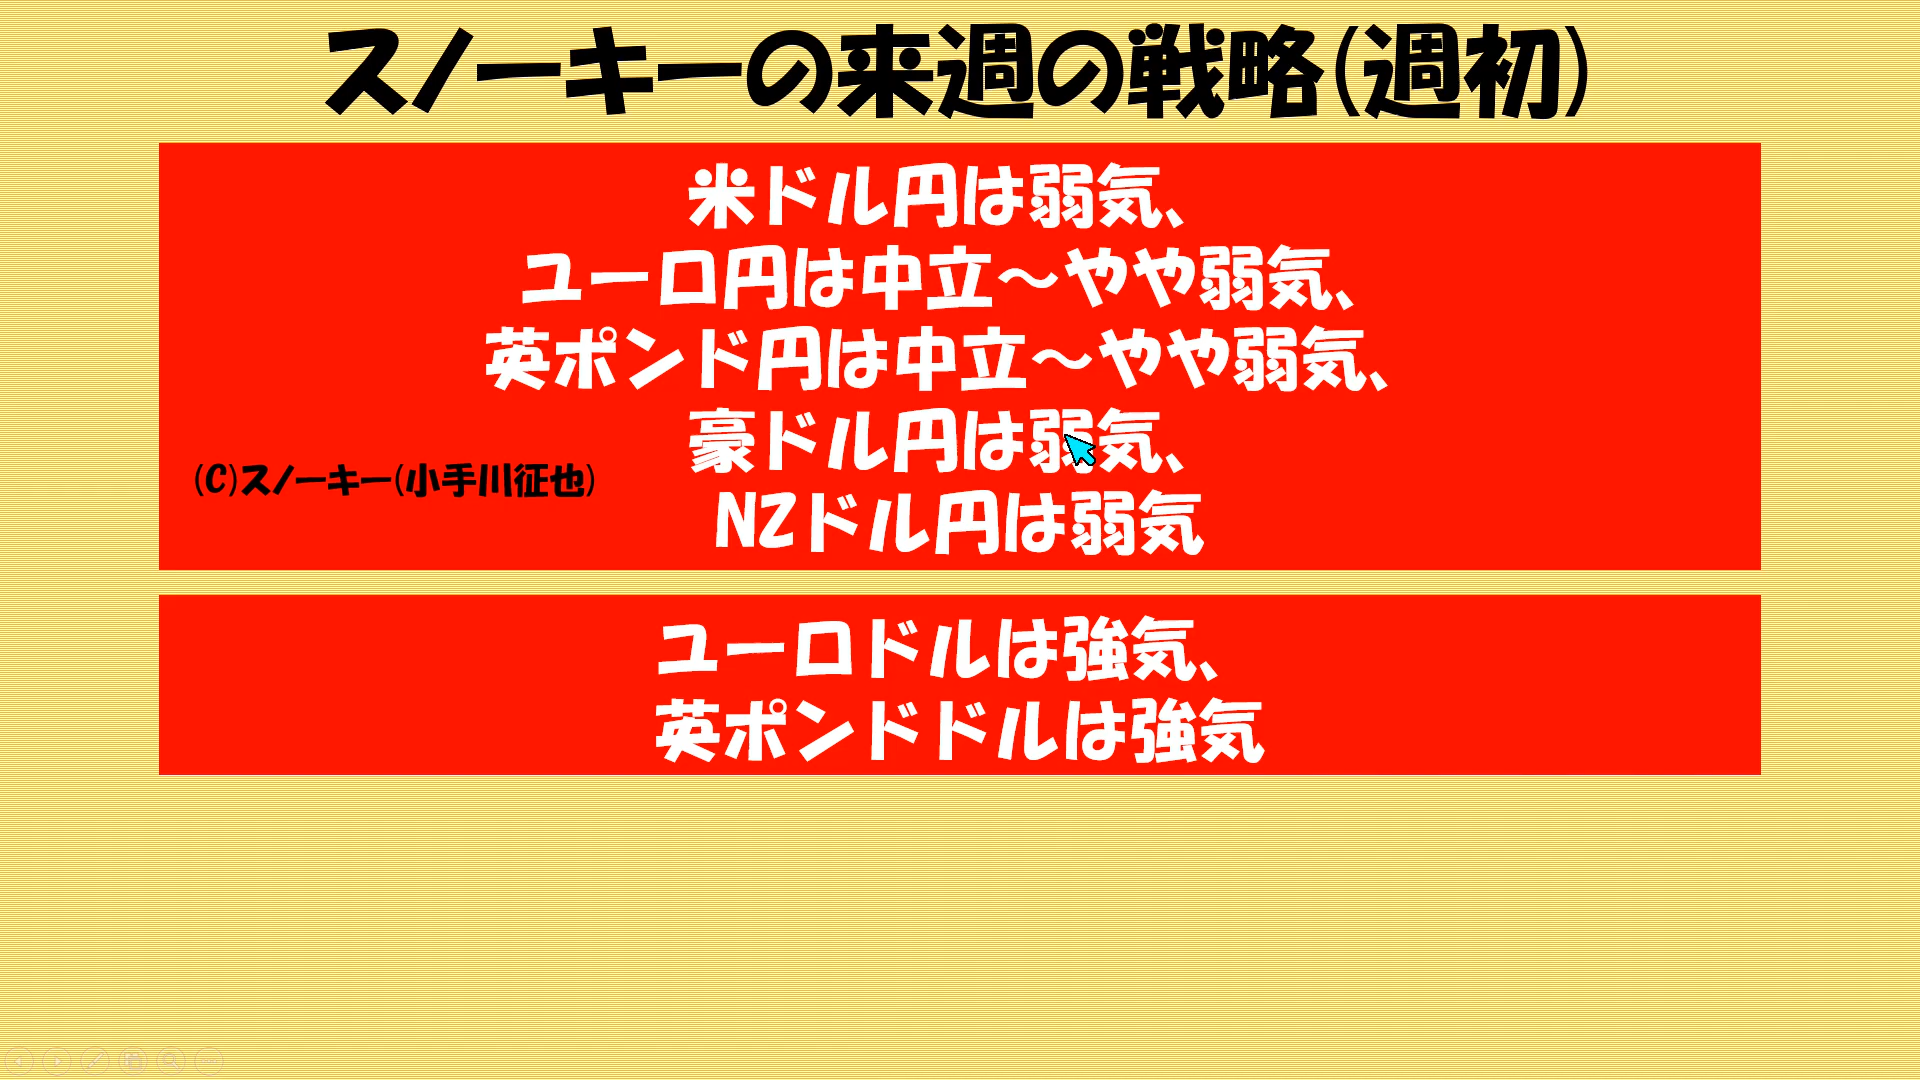 スノーキーの来週の戦略(週初)
米ドル円は弱気、
ユーロ円は中立～やや弱気、
英ポンド円は中立～やや弱気、
豪ドル円は弱気、
(C)スノーキー(小手川征也)
NZドル円は弱気
ユーロドルは強気、
英ポンドドルは強気